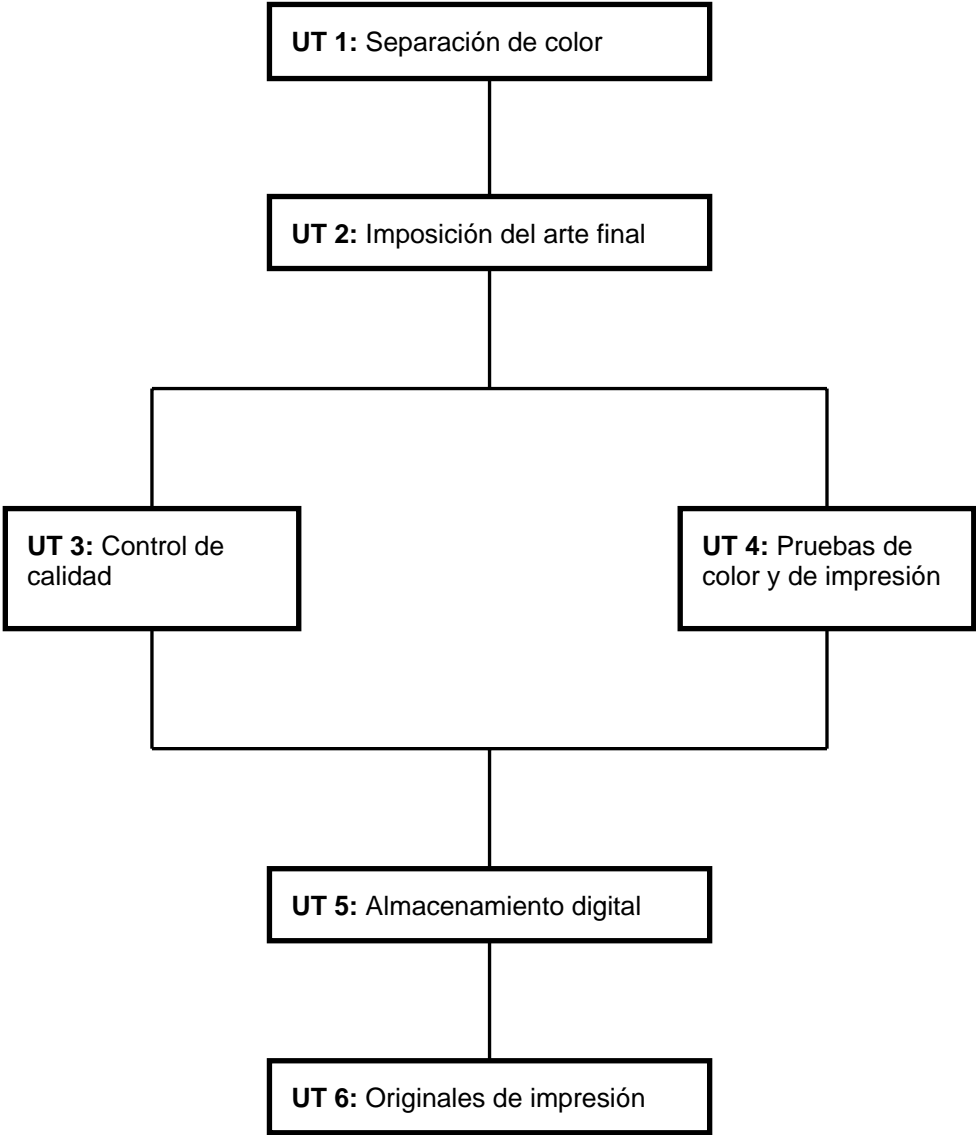 UT 1: Separación de color
UT 2: Imposición del arte final
UT 3: Control de
calidad
UT 4: Pruebas de
color y de impresión
UT 5: Almacenamiento digital
UT 6: Originales de impresión